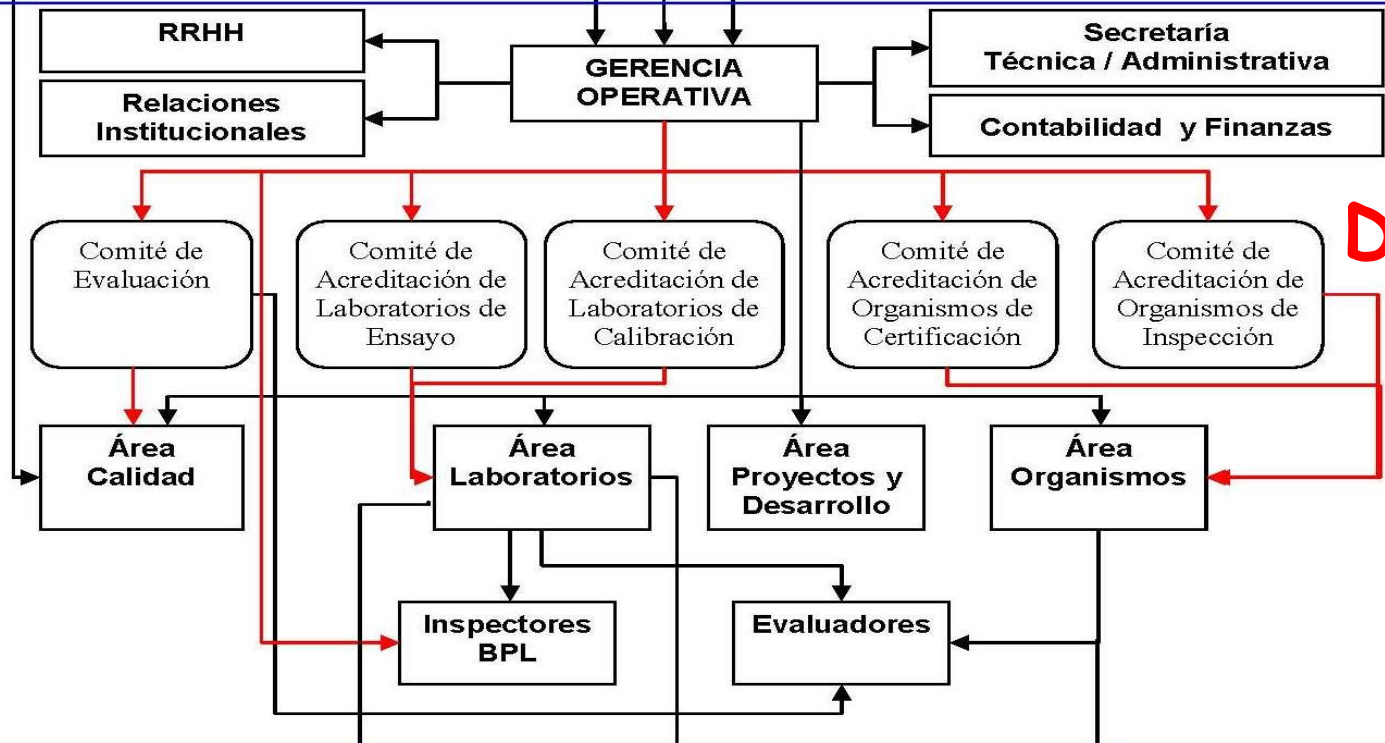 RRHH
Relaciones
Institucionales
GERENCIA
OPERATIVA
Secretaría
Técnica / Administrativa
Contabilidad y Finanzas
Comité de
Evaluación
Comité de
Acreditación de
Laboratorios de
Ensayo
Comité de
Acreditación de
Laboratorios de
Calibración
Comité de
Acreditación de
Organismos de
Certificación
Comité de
Acreditación de
Organismos de
Inspección
D
Área
Calidad
Área
Laboratorios
Área
Proyectos y
Desarrollo
Área
Organismos
Inspectores
BPL
Evaluadores